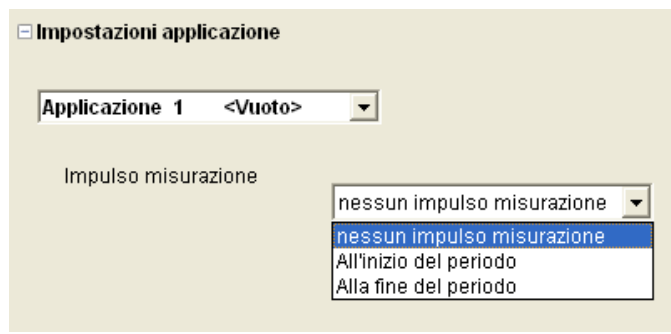 Impostazioni applicazione
Applicazione 1 <Vuoto>
Impulso misurazione
nessun impulso misurazione
nessun impulso misurazione
All'inizio del periodo
Alla fine del periodo